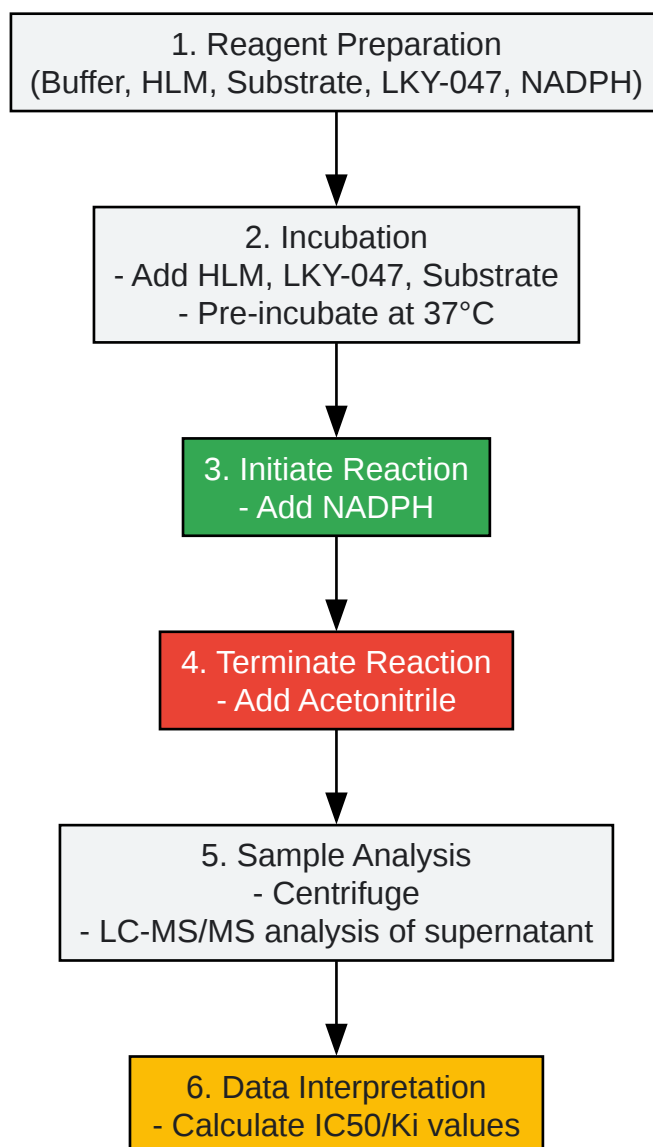 1. Reagent Preparation
(Buffer, HLM, Substrate, LKY-047, NADPH)
2. Incubation
- Add HLM, LKY-047, Substrate
- Pre-incubate at 37°C
3. Initiate Reaction
- Add NADPH
4. Terminate Reaction
- Add Acetonitrile
5. Sample Analysis
- Centrifuge
- LC-MS/MS analysis of supernatant
6. Data Interpretation
- Calculate IC50/Ki values